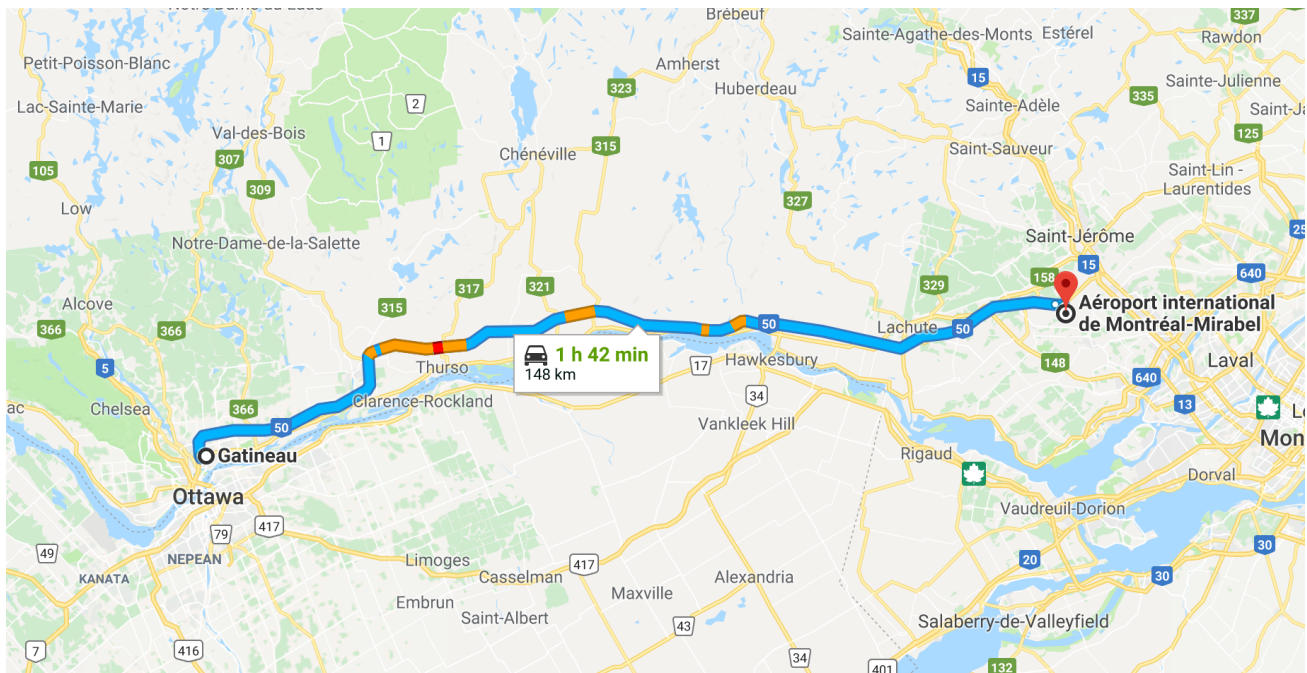 Notre-Dame-du-Laus
Brébeuf
337
Rawdon
Sainte-Agathe-des-Monts
Estérel
Petit-Poisson-Blanc
Amherst
15
Sainte-Julienne
Huberdeau
323
335
Lac-Sainte-Marie
2
Sainte-Adèle
Val-des-Bois
1
125
Chénéville
315
Saint-Sauveur
307
105
309
Saint-Lin -
Laurentides
327
Low
25
Notre-Dame-de-la-Salette
Saint-Jérôme
15
640
158
317
321
329
Alcove
315
Aéroport international
de Montréal-Mirabel
366
366
50
Lachute
50
1 h 42 min
148 km
Thurso
Hawkesbury
17
148
Laval
5
640
Clarence-Rockland
34
13
Chelsea
366
50
Vankleek Hill
Gatineau
Rigaud
Dorval
Ottawa
Vaudreuil-Dorion
417
79
49
NEPEAN
Limoges
417
20
30
KANATA
Casselman
Alexandria
30
Embrun
Maxville
Saint-Albert
43
Salaberry-de-Valleyfield
7
416
34
401
132